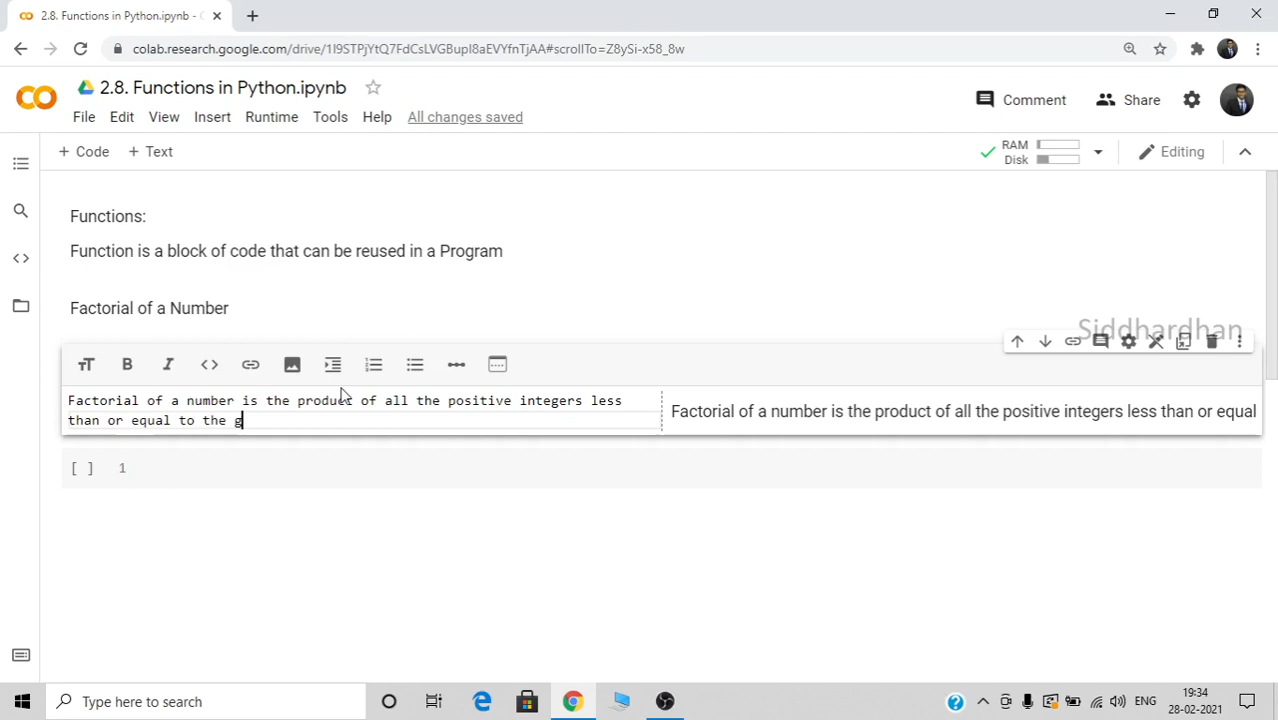 2.8. Functions in Python.ipynb - C
colab.research.google.com/drive/1I9STPjYtQ7FdCsLVGBupI8aEVYfnTjAA#scrollTo=Z8ySi-x58_8w
2.8. Functions in Python.ipynb
Comment
Share
File Edit View Insert Runtime Tools Help All changes saved
+ Code + Text
RAM
Disk
Editing
Functions:
Function is a block of code that can be reused in a Program
Factorial of a Number
Siddhardhan
Factorial of a number is the product of all the positive integers less
than or equal to the g
Factorial of a number is the product of all the positive integers less than or equal
[ ] 1
Type here to search
ENG
19:34
28-02-2021